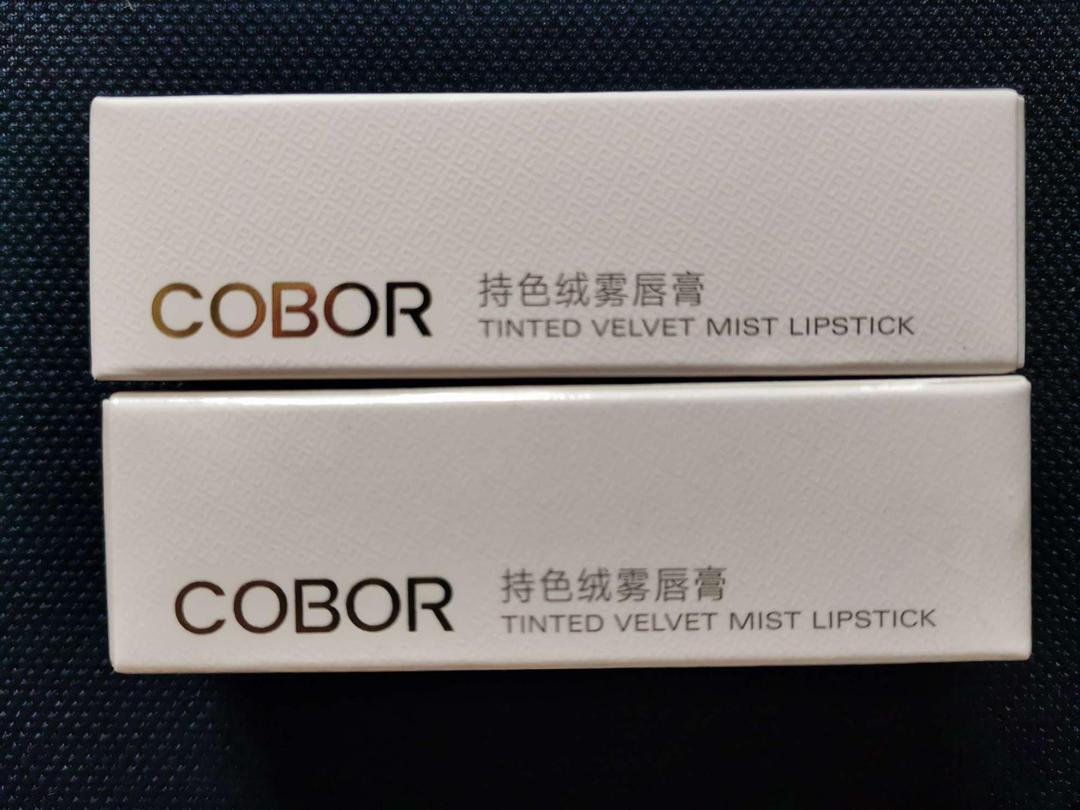 COBOR
持色绒雾唇膏
TINTED VELVET MIST LIPSTICK
COBOR
持色绒雾唇膏
TINTED VELVET MIST LIPSTICK